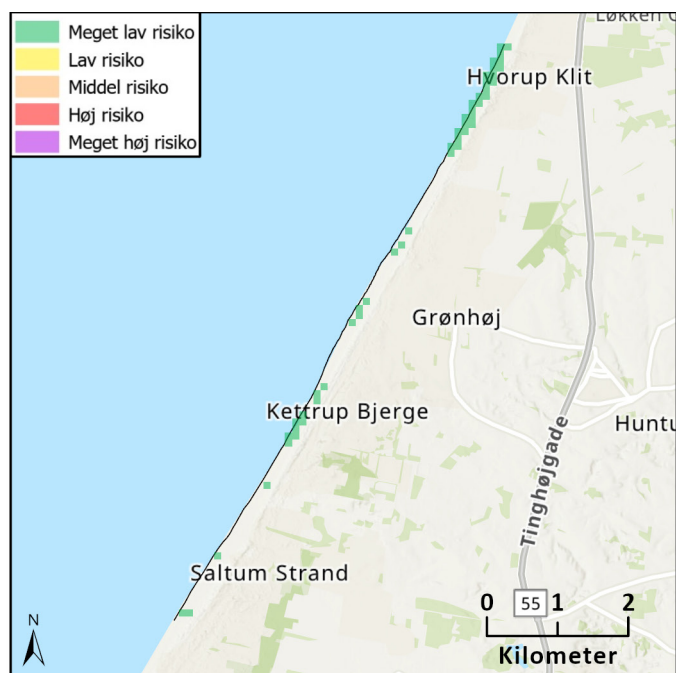 Meget lav risiko
Lav risiko
Middel risiko
Høj risiko
Meget høj risiko
Løkken
Hvorup Klit
Grønhøj
Kettrup Bjerge
Tinghøjgade
Saltum Strand
0 55 1 2
Kilometer
N